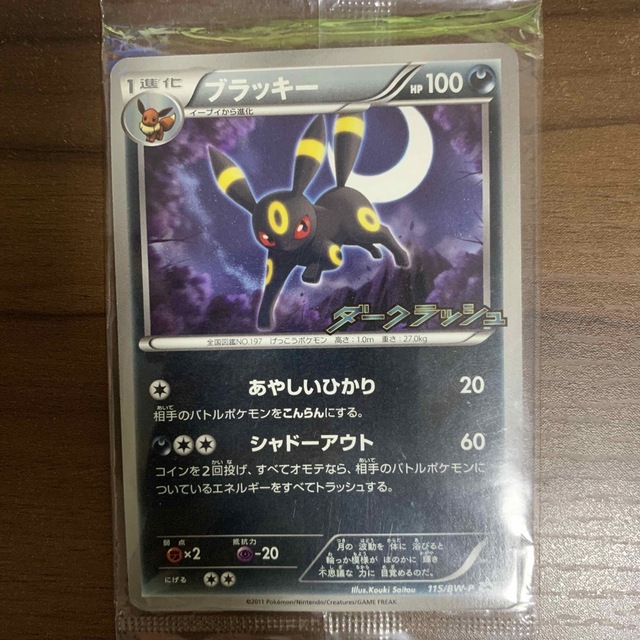 1進化 ブラッキー HP100
イーブイから進化
ダークラッシュ
全国図鑑NO.197 げっこうポケモン 高さ：1.0m 重さ：27.0kg
あやしいひかり 20
相手のバトルポケモンをこんらんにする。
シャドーアウト 60
コインを2回投げ、すべてオモテなら、相手のバトルポケモンに
ついているエネルギーをすべてトラッシュする。
弱点 抵抗力
×2 -20
にげる
月の波動を体に浴びると
輪っか模様がほのかに輝き
不思議な力に目覚めるのだ。
Illus.Kouki Saitou 115/BW-P
©2011 Pokémon/Nintendo/Creatures/GAME FREAK